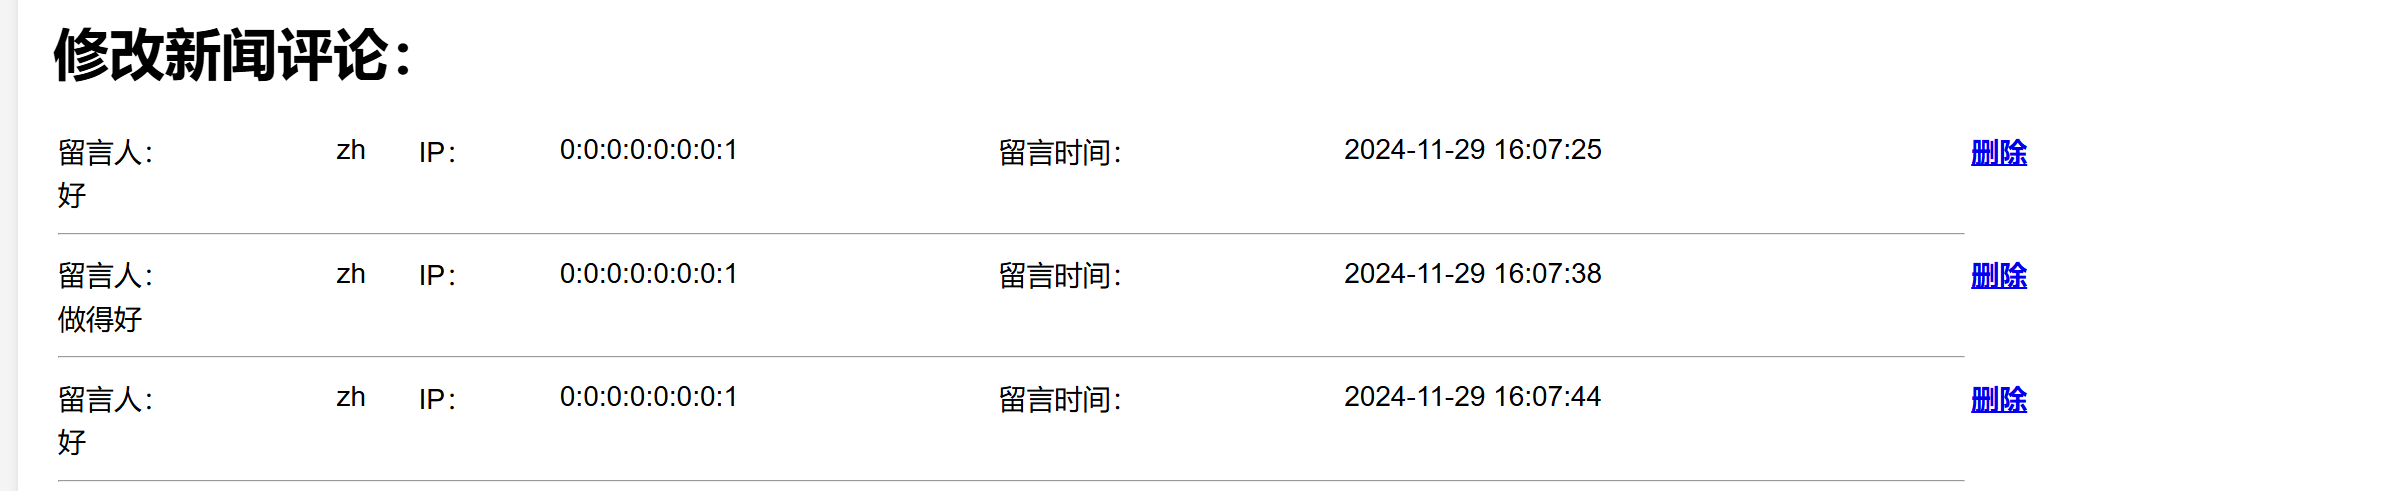 修改新闻评论：
留言人： zh IP： 0:0:0:0:0:0:0:1 留言时间： 2024-11-29 16:07:25 删除
好
留言人： zh IP： 0:0:0:0:0:0:0:1 留言时间： 2024-11-29 16:07:38 删除
做得好
留言人： zh IP： 0:0:0:0:0:0:0:1 留言时间： 2024-11-29 16:07:44 删除
好